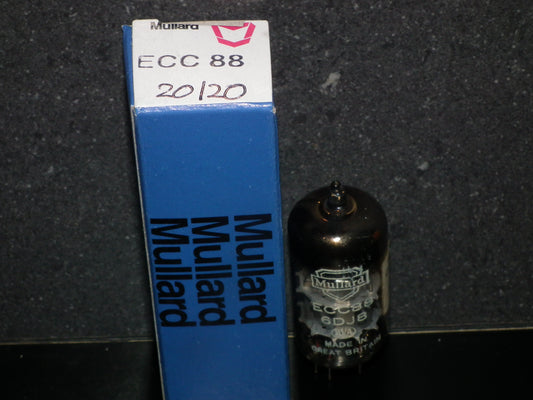 Mullard
ECC 88
20/20
Mullard
Mullard
Mullard
Mullard
ECC88
6DJ8
MADE IN
GREAT BRITAIN